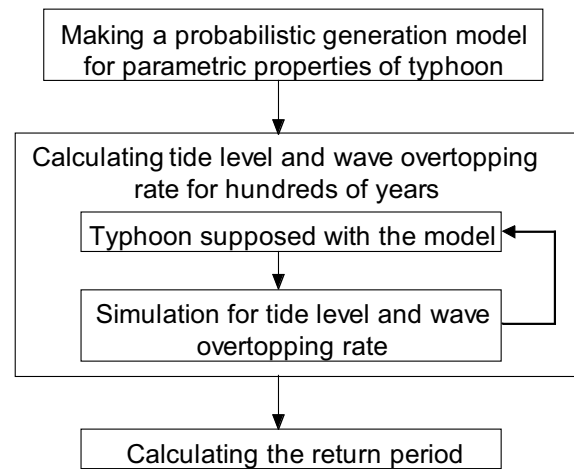 Making a probabilistic generation model
for parametric properties of typhoon
Calculating tide level and wave overtopping
rate for hundreds of years
Typhoon supposed with the model
Simulation for tide level and wave
overtopping rate
Calculating the return period